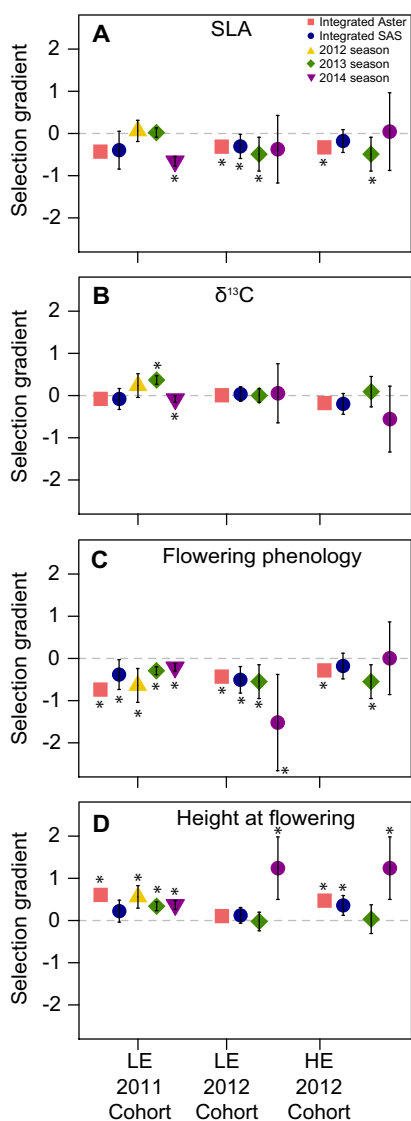 A
SLA
Integrated Aster
Integrated SAS
2012 season
2013 season
2014 season
Selection gradient
2
1
0
-1
-2
*
*
*
*
*
*
B
δ¹³C
Selection gradient
2
1
0
-1
-2
*
*
C
Flowering phenology
Selection gradient
2
1
0
-1
-2
*
*
*
*
*
*
*
*
*
*
*
D
Height at flowering
Selection gradient
2
1
0
-1
-2
*
*
*
*
*
*
*
*
LE
2011
Cohort
LE
2012
Cohort
HE
2012
Cohort